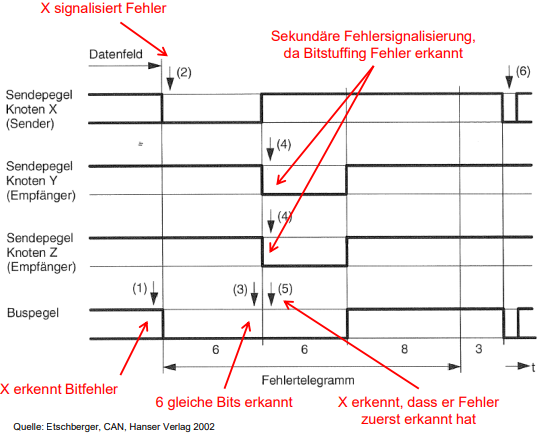 X signalisiert Fehler
Sekundäre Fehlersignalisierung,
da Bitstuffing Fehler erkannt
Datenfeld
(2)
(6)
Sendepegel
Knoten X
(Sender)
(4)
Sendepegel
Knoten Y
(Empfänger)
(4)
Sendepegel
Knoten Z
(Empfänger)
(1)
(3)
(5)
Buspegel
6
6
8
3
t
Fehlertelegramm
X erkennt Bitfehler
6 gleiche Bits erkannt
X erkennt, dass er Fehler
zuerst erkannt hat
Quelle: Etschberger, CAN, Hanser Verlag 2002